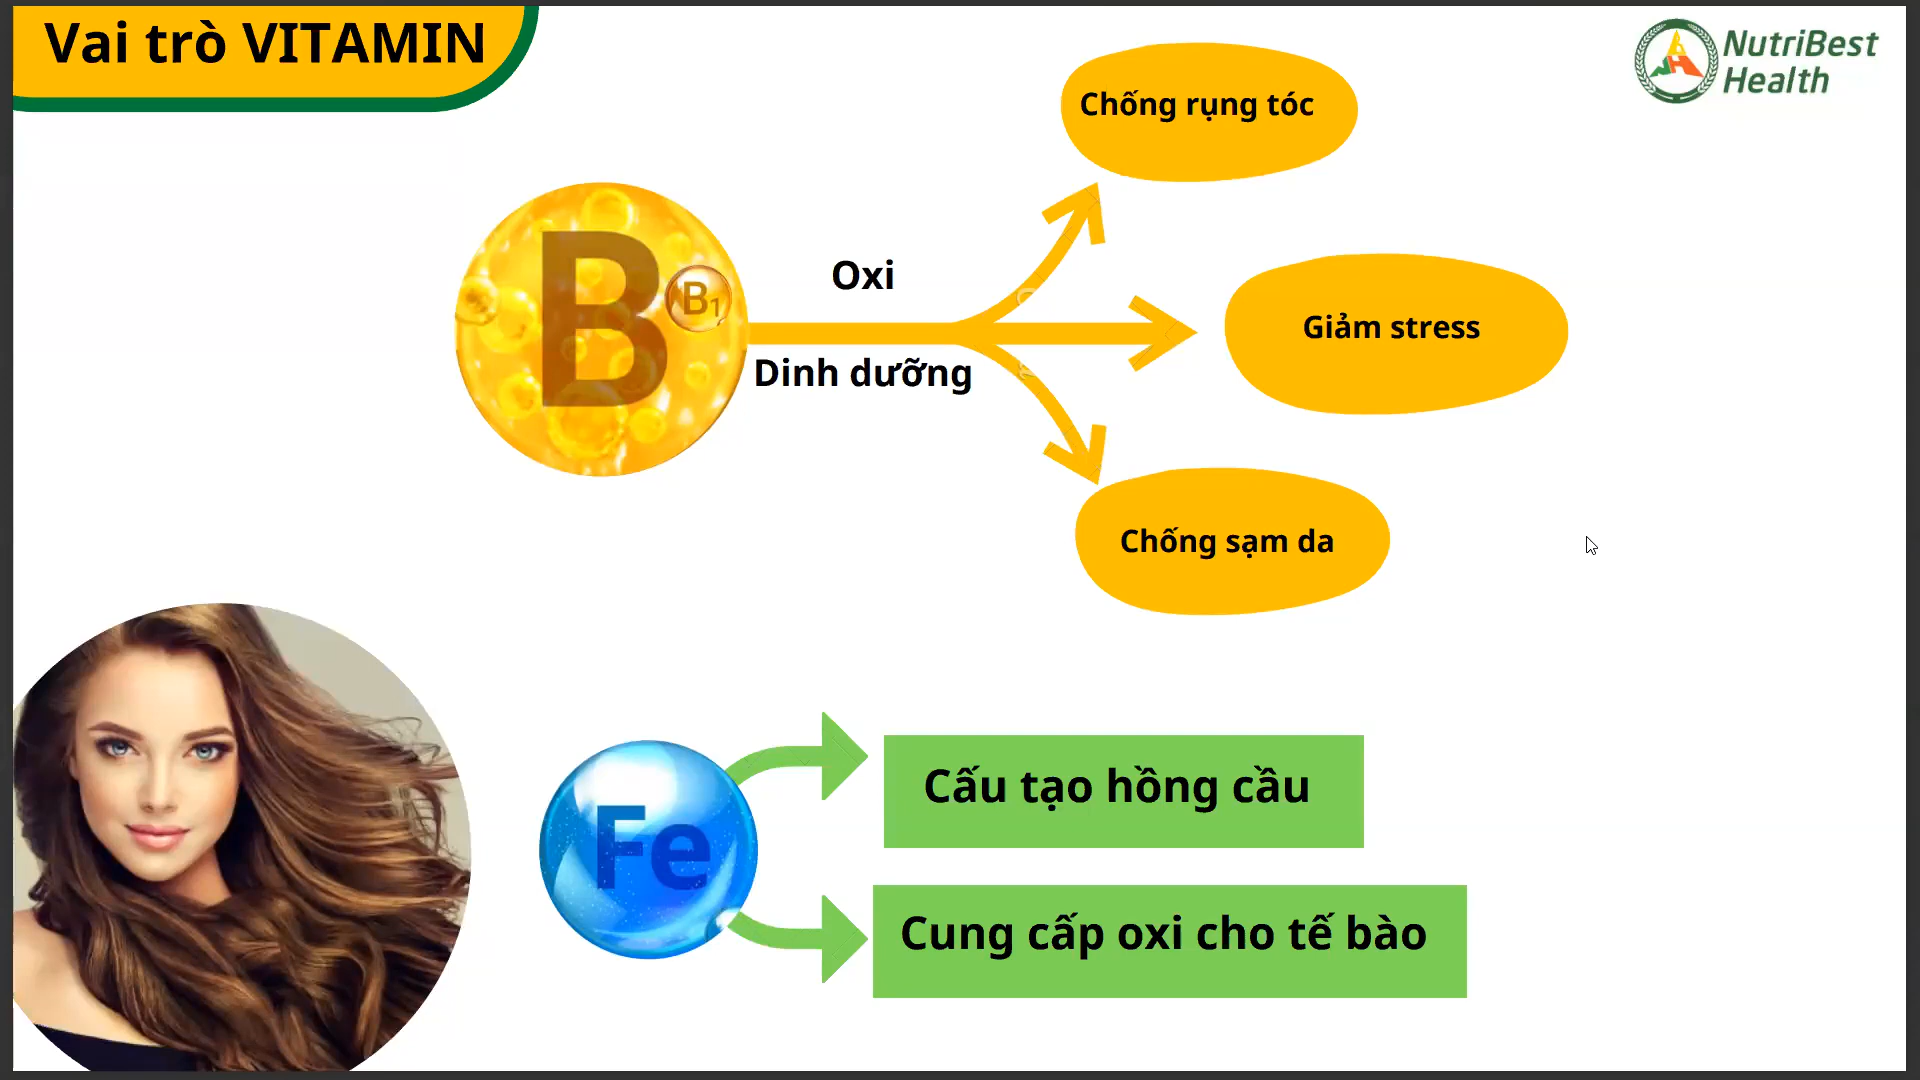 Vai trò VITAMIN
NutriBest
Health
Chống rụng tóc
B
B1
Oxi
Dinh dưỡng
Giảm stress
Chống sạm da
Fe
Cấu tạo hồng cầu
Cung cấp oxi cho tế bào